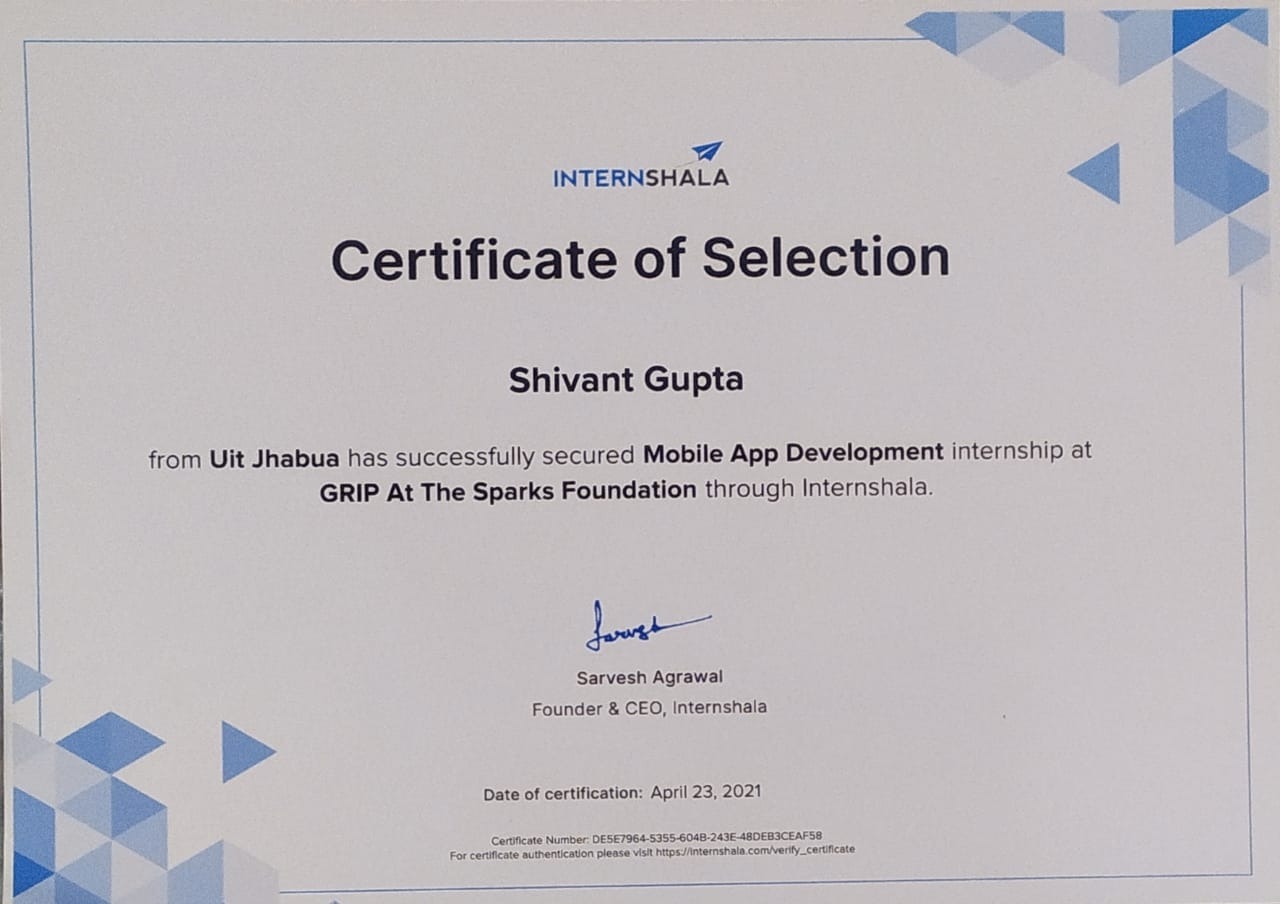 INTERNSHALA
Certificate of Selection
Shivant Gupta
from Uit Jhabua has successfully secured Mobile App Development internship at
GRIP At The Sparks Foundation through Internshala.
Sarvesh
Sarvesh Agrawal
Founder & CEO, Internshala
Date of certification: April 23, 2021
Certificate Number: DE5E7964-5355-604B-243E-48DEB3CEAF58
For certificate authentication please visit https://internshala.com/verify_certificate